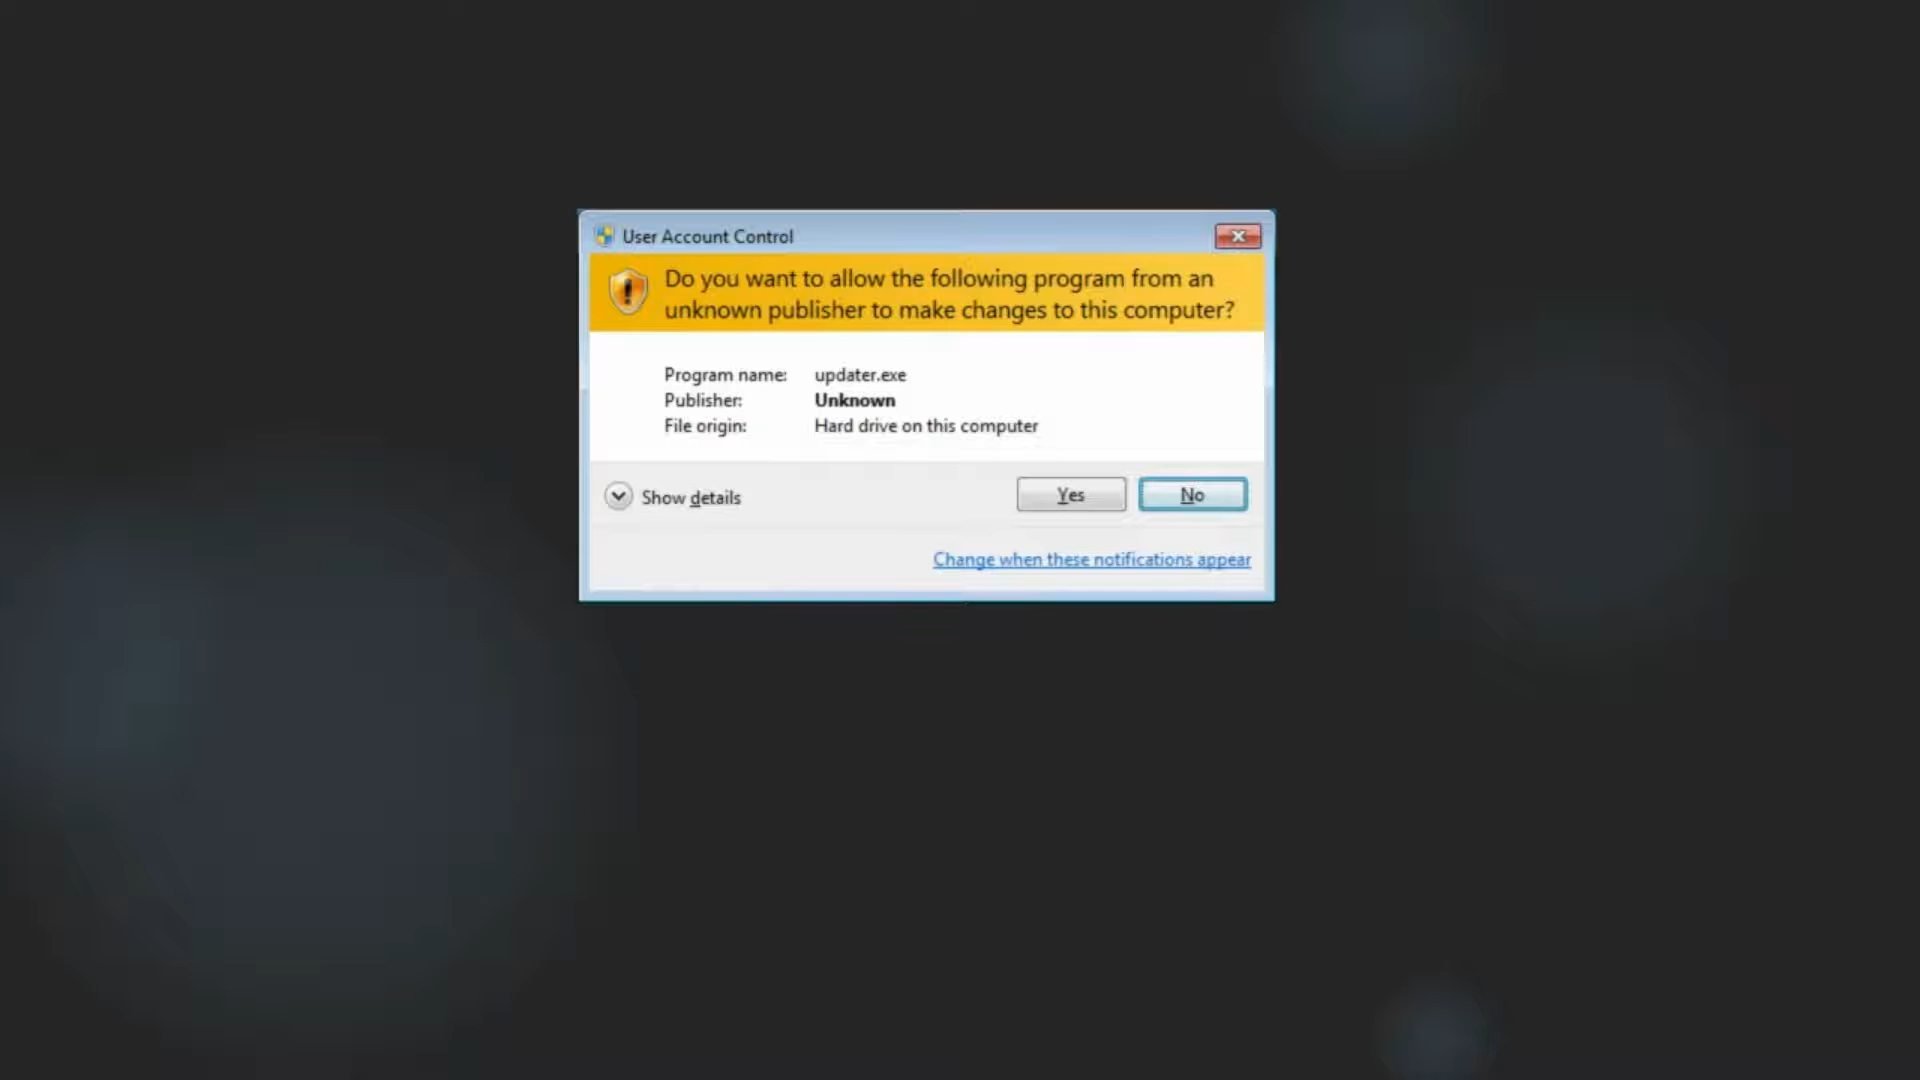 User Account Control
Do you want to allow the following program from an
unknown publisher to make changes to this computer?
Program name: updater.exe
Publisher: Unknown
File origin: Hard drive on this computer
Show details Yes No
Change when these notifications appear